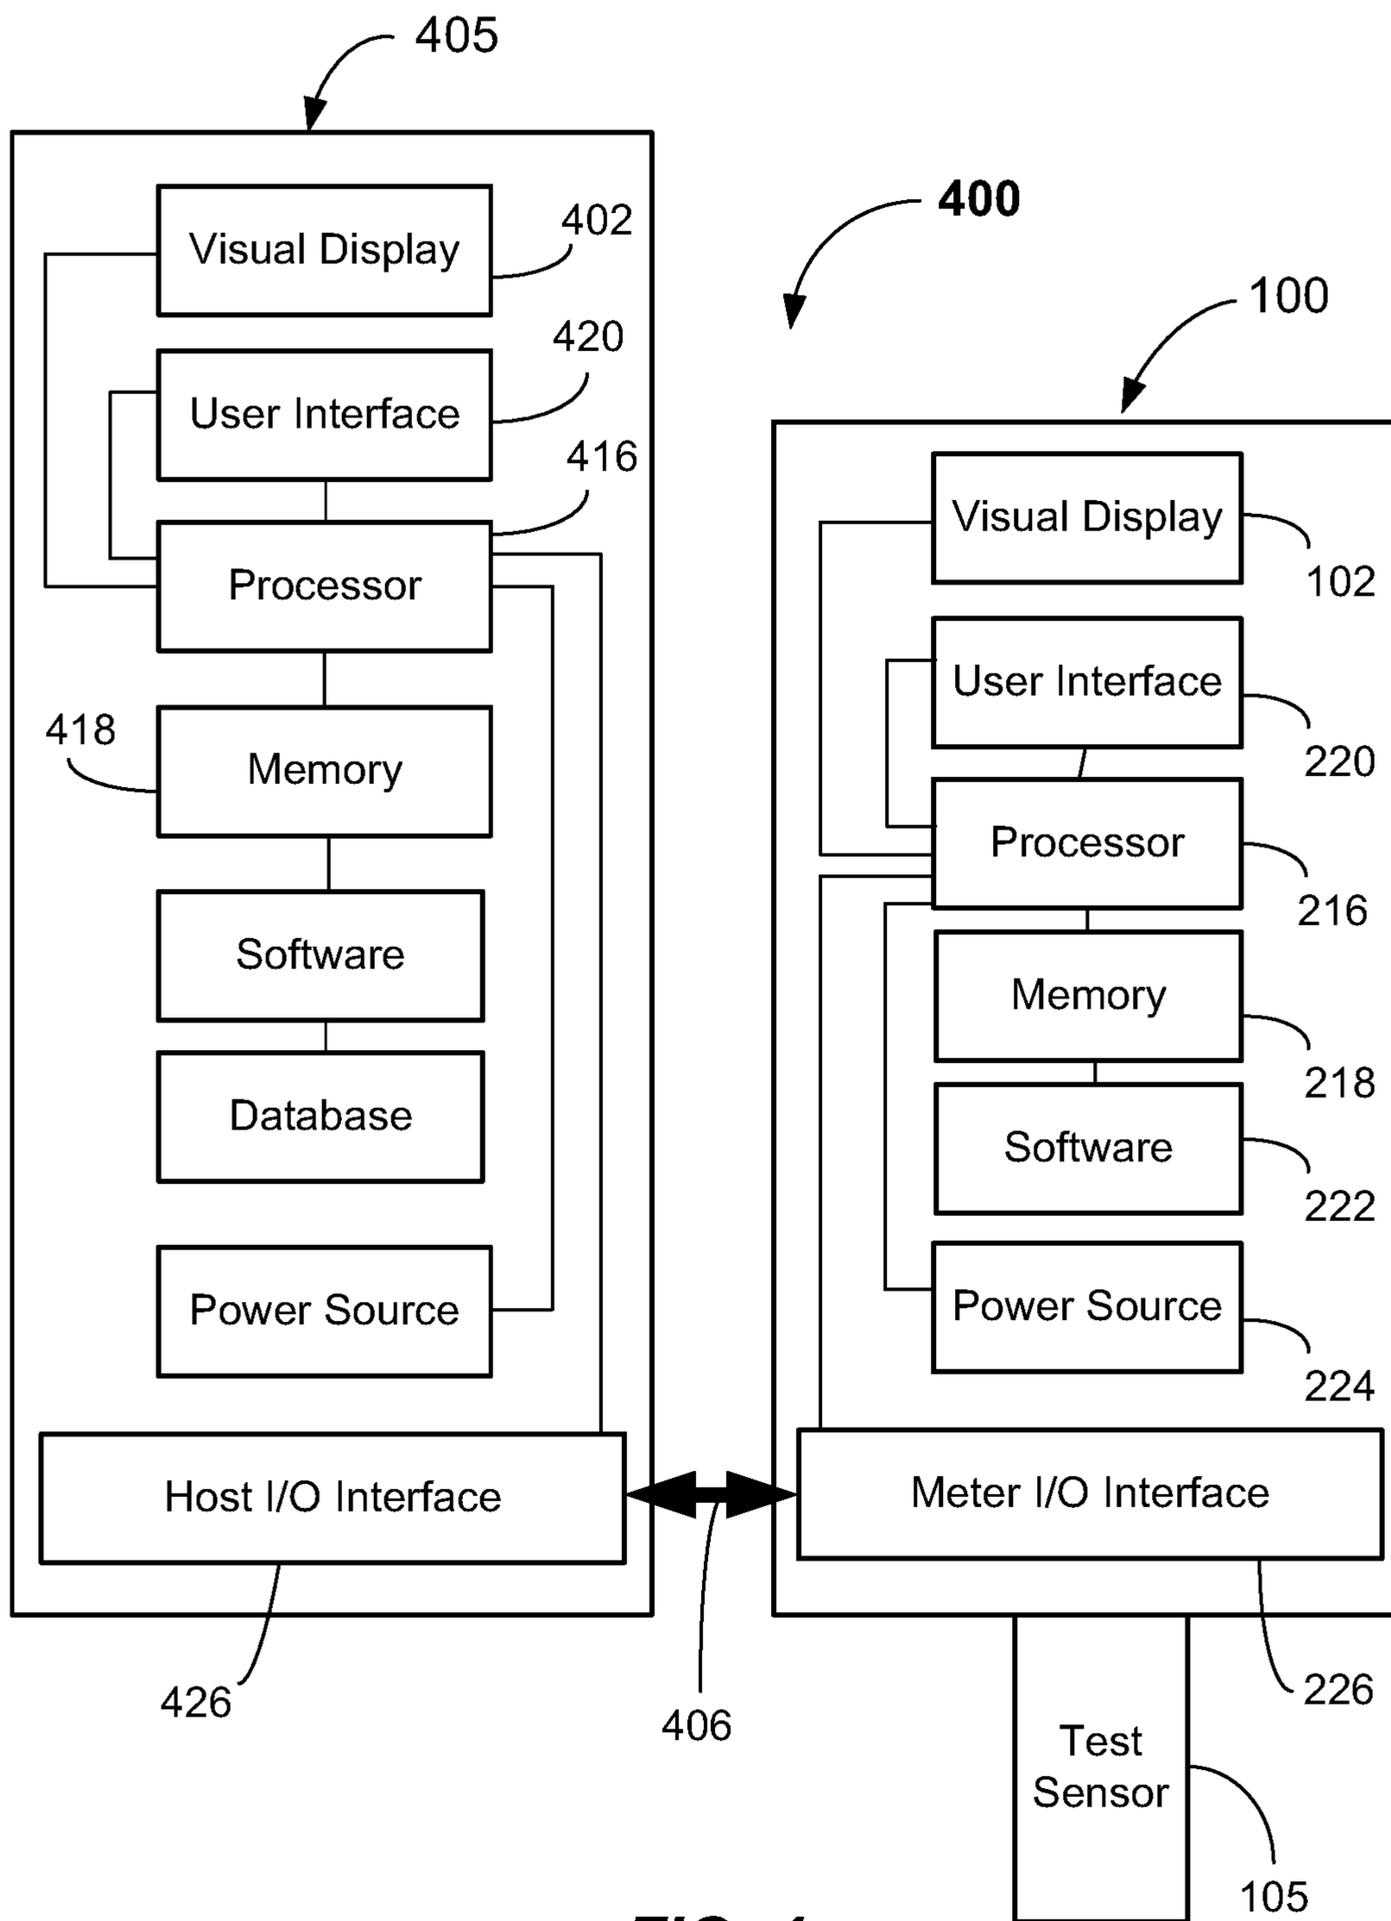 405
400
100
Visual Display
402
User Interface
420
Processor
416
Memory
418
Software
Database
Power Source
Host I/O Interface
426
406
Visual Display
102
User Interface
220
Processor
216
Memory
218
Software
222
Power Source
224
Meter I/O Interface
226
Test
Sensor
105